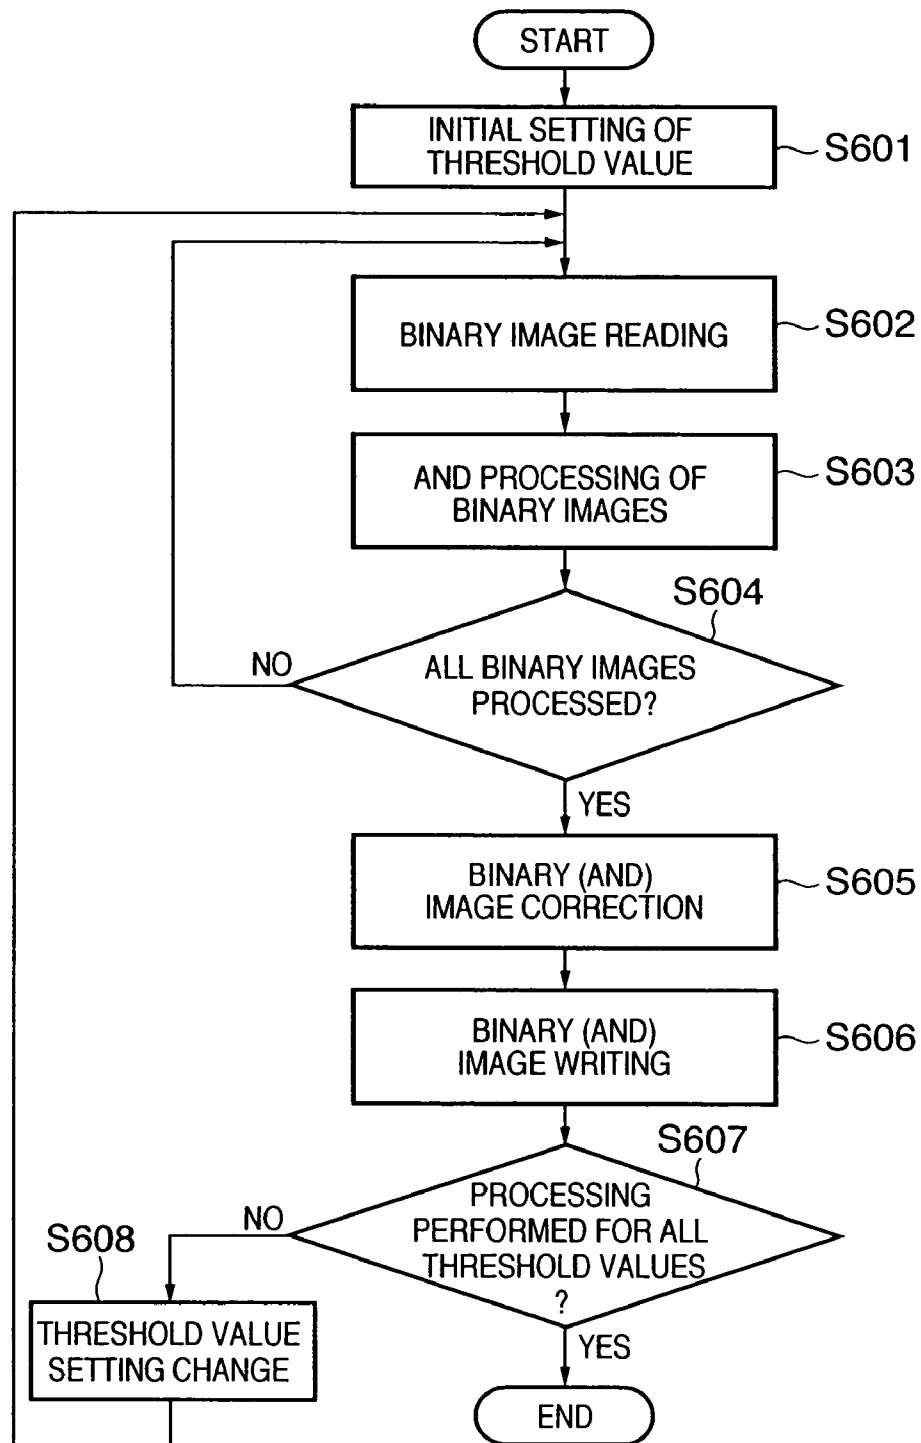 START
INITIAL SETTING OF
THRESHOLD VALUE
S601
BINARY IMAGE READING
S602
AND PROCESSING OF
BINARY IMAGES
S603
S604
ALL BINARY IMAGES
PROCESSED?
NO
YES
BINARY (AND)
IMAGE CORRECTION
S605
BINARY (AND)
IMAGE WRITING
S606
S607
PROCESSING
PERFORMED FOR ALL
THRESHOLD VALUES
?
NO
S608
THRESHOLD VALUE
SETTING CHANGE
YES
END